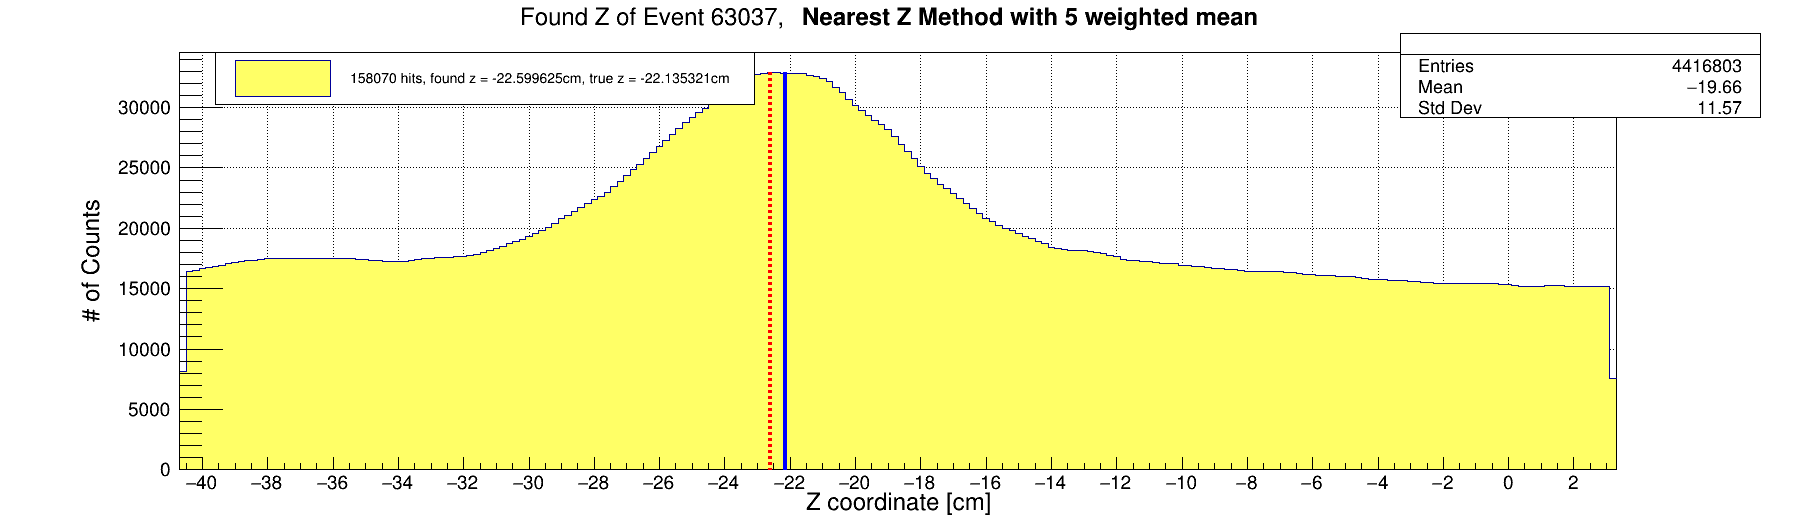 Found Z of Event 63037, Nearest Z Method with 5 weighted mean
158070 hits, found z = -22.599625cm, true z = -22.135321cm
Entries 4416803
Mean −19.66
Std Dev 11.57
# of Counts
30000
25000
20000
15000
10000
5000
0
−40 −38 −36 −34 −32 −30 −28 −26 −24 −22 −20 −18 −16 −14 −12 −10 −8 −6 −4 −2 0 2
Z coordinate [cm]